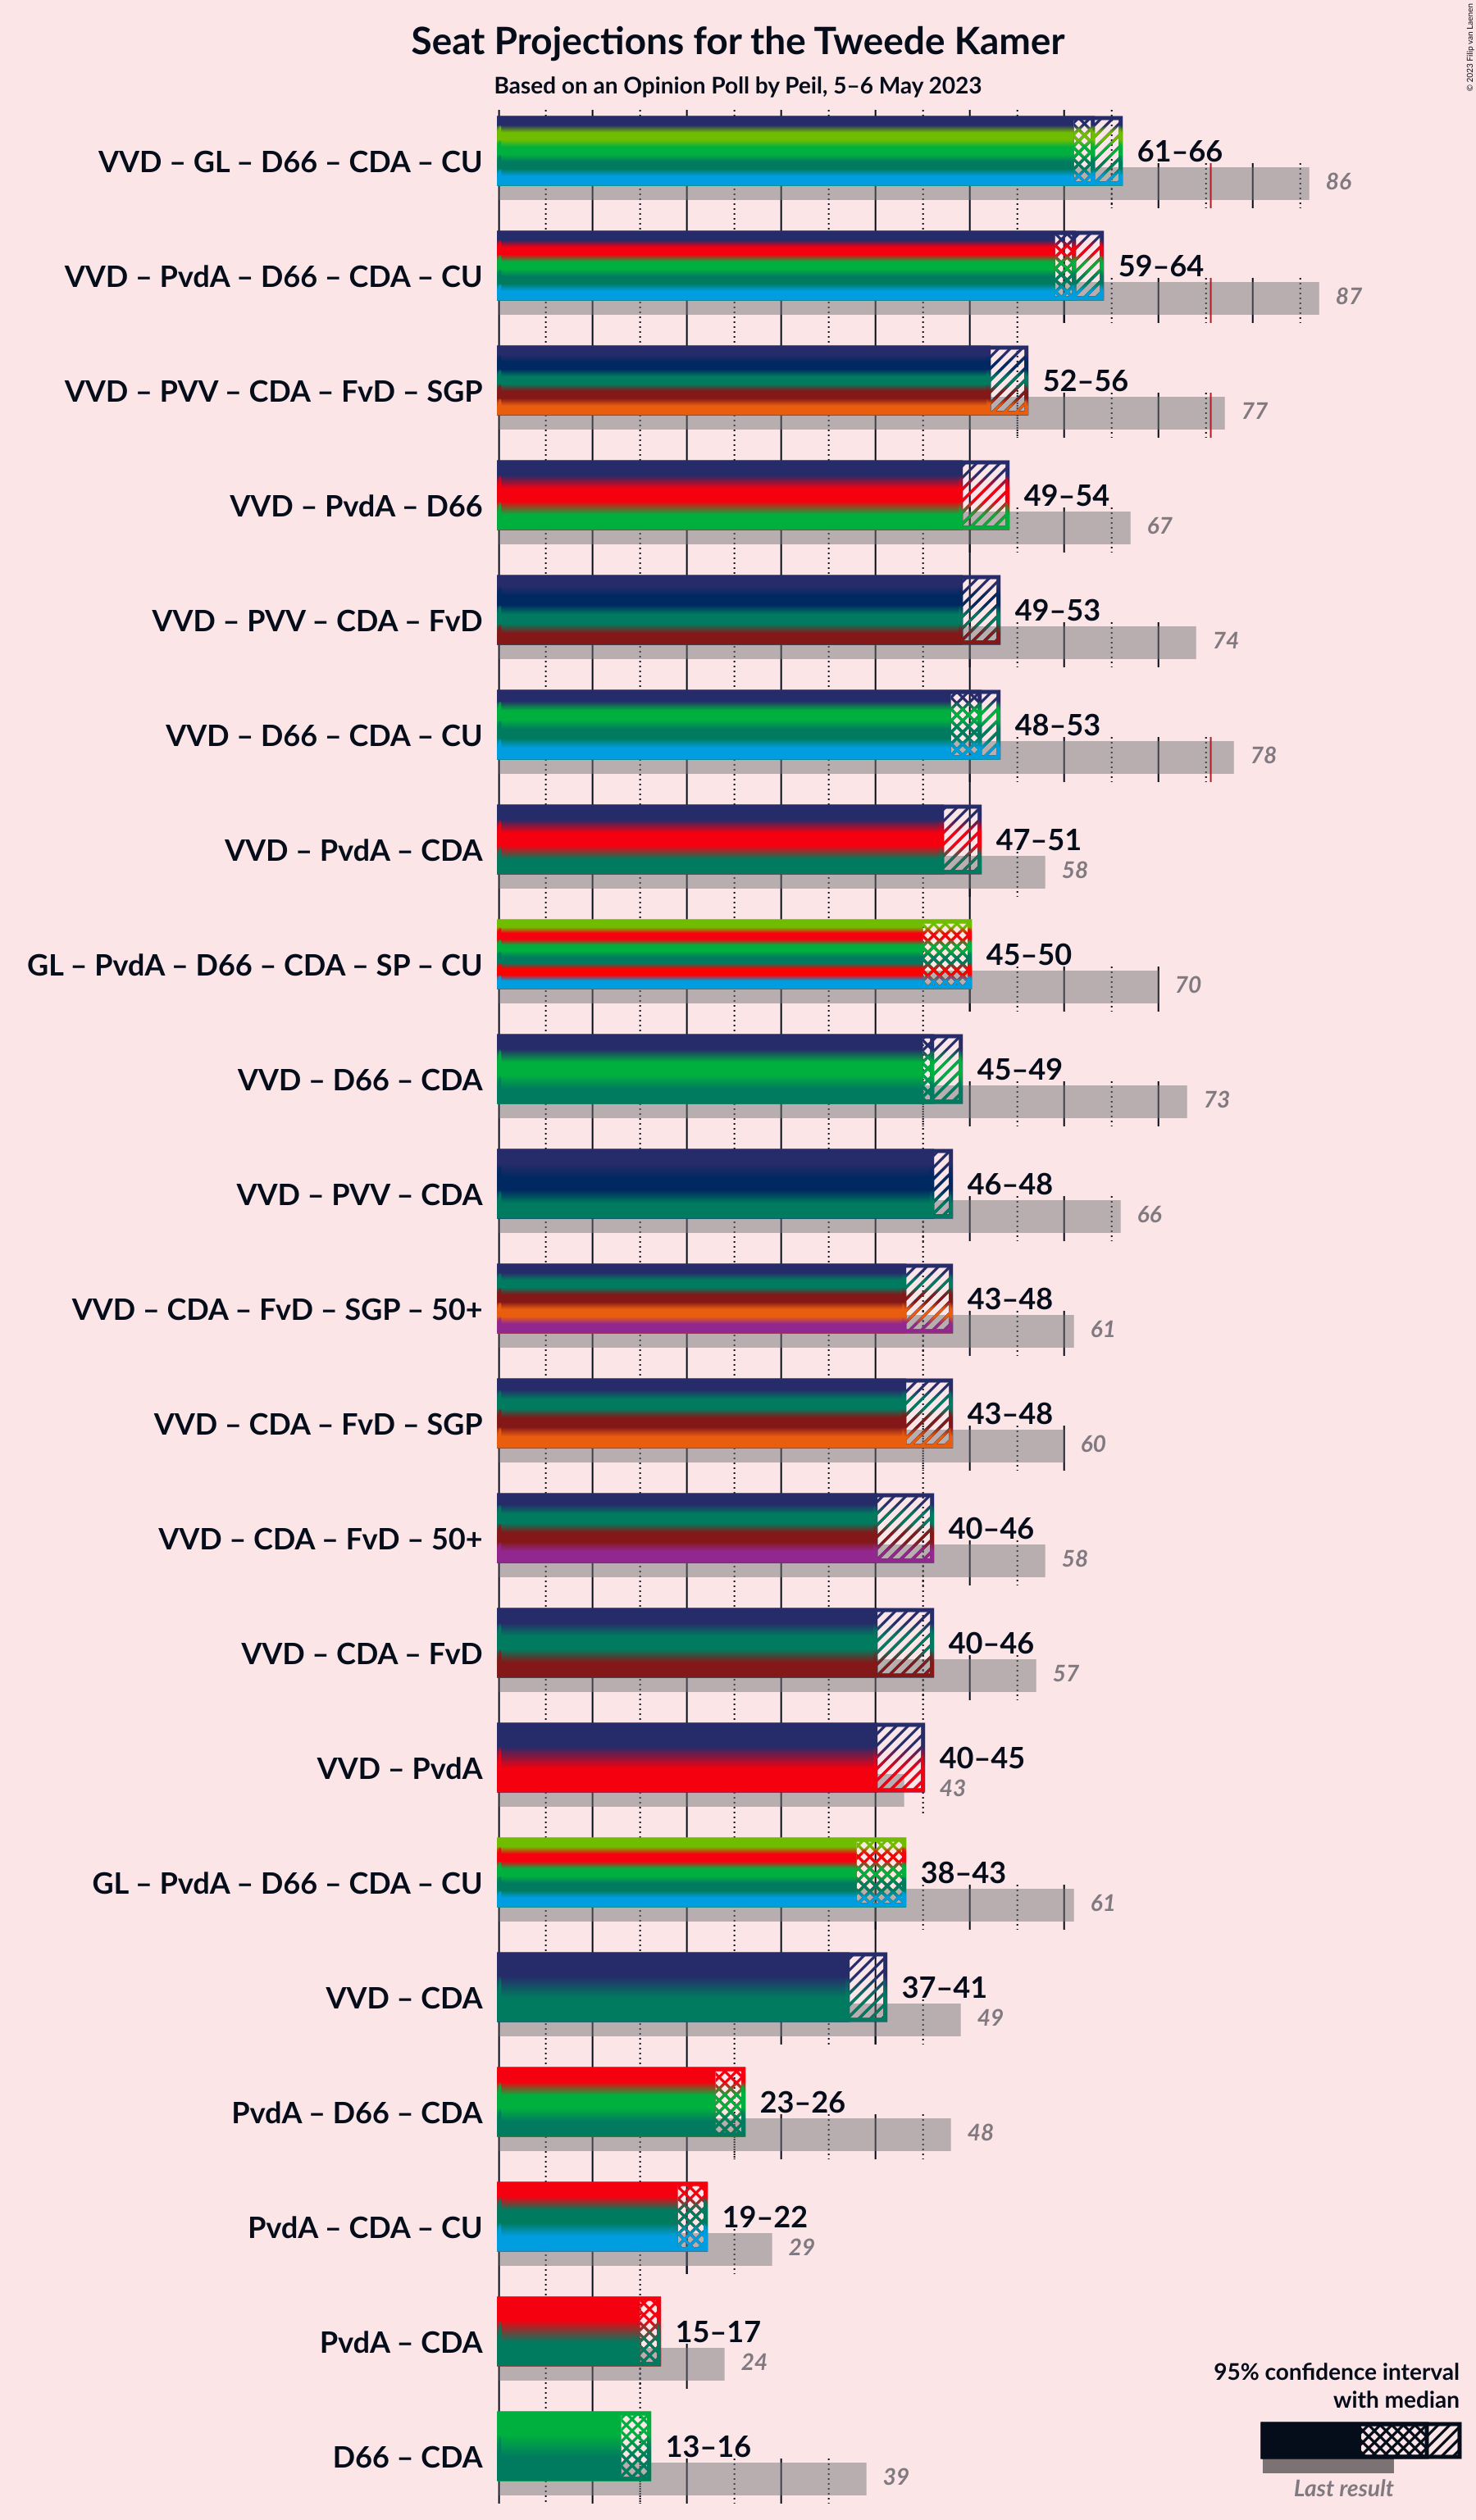 © 2023 Filip van Laenen
Seat Projections for the Tweede Kamer
Based on an Opinion Poll by Peil, 5–6 May 2023
VVD – GL – D66 – CDA – CU 61–66 86
VVD – PvdA – D66 – CDA – CU 59–64 87
VVD – PVV – CDA – FvD – SGP 52–56 77
VVD – PvdA – D66 49–54 67
VVD – PVV – CDA – FvD 49–53 74
VVD – D66 – CDA – CU 48–53 78
VVD – PvdA – CDA 47–51 58
GL – PvdA – D66 – CDA – SP – CU 45–50 70
VVD – D66 – CDA 45–49 73
VVD – PVV – CDA 46–48 66
VVD – CDA – FvD – SGP – 50+ 43–48 61
VVD – CDA – FvD – SGP 43–48 60
VVD – CDA – FvD – 50+ 40–46 58
VVD – CDA – FvD 40–46 57
VVD – PvdA 40–45 43
GL – PvdA – D66 – CDA – CU 38–43 61
VVD – CDA 37–41 49
PvdA – D66 – CDA 23–26 48
PvdA – CDA – CU 19–22 29
PvdA – CDA 15–17 24
D66 – CDA 13–16 39
95% confidence interval
with median
Last result